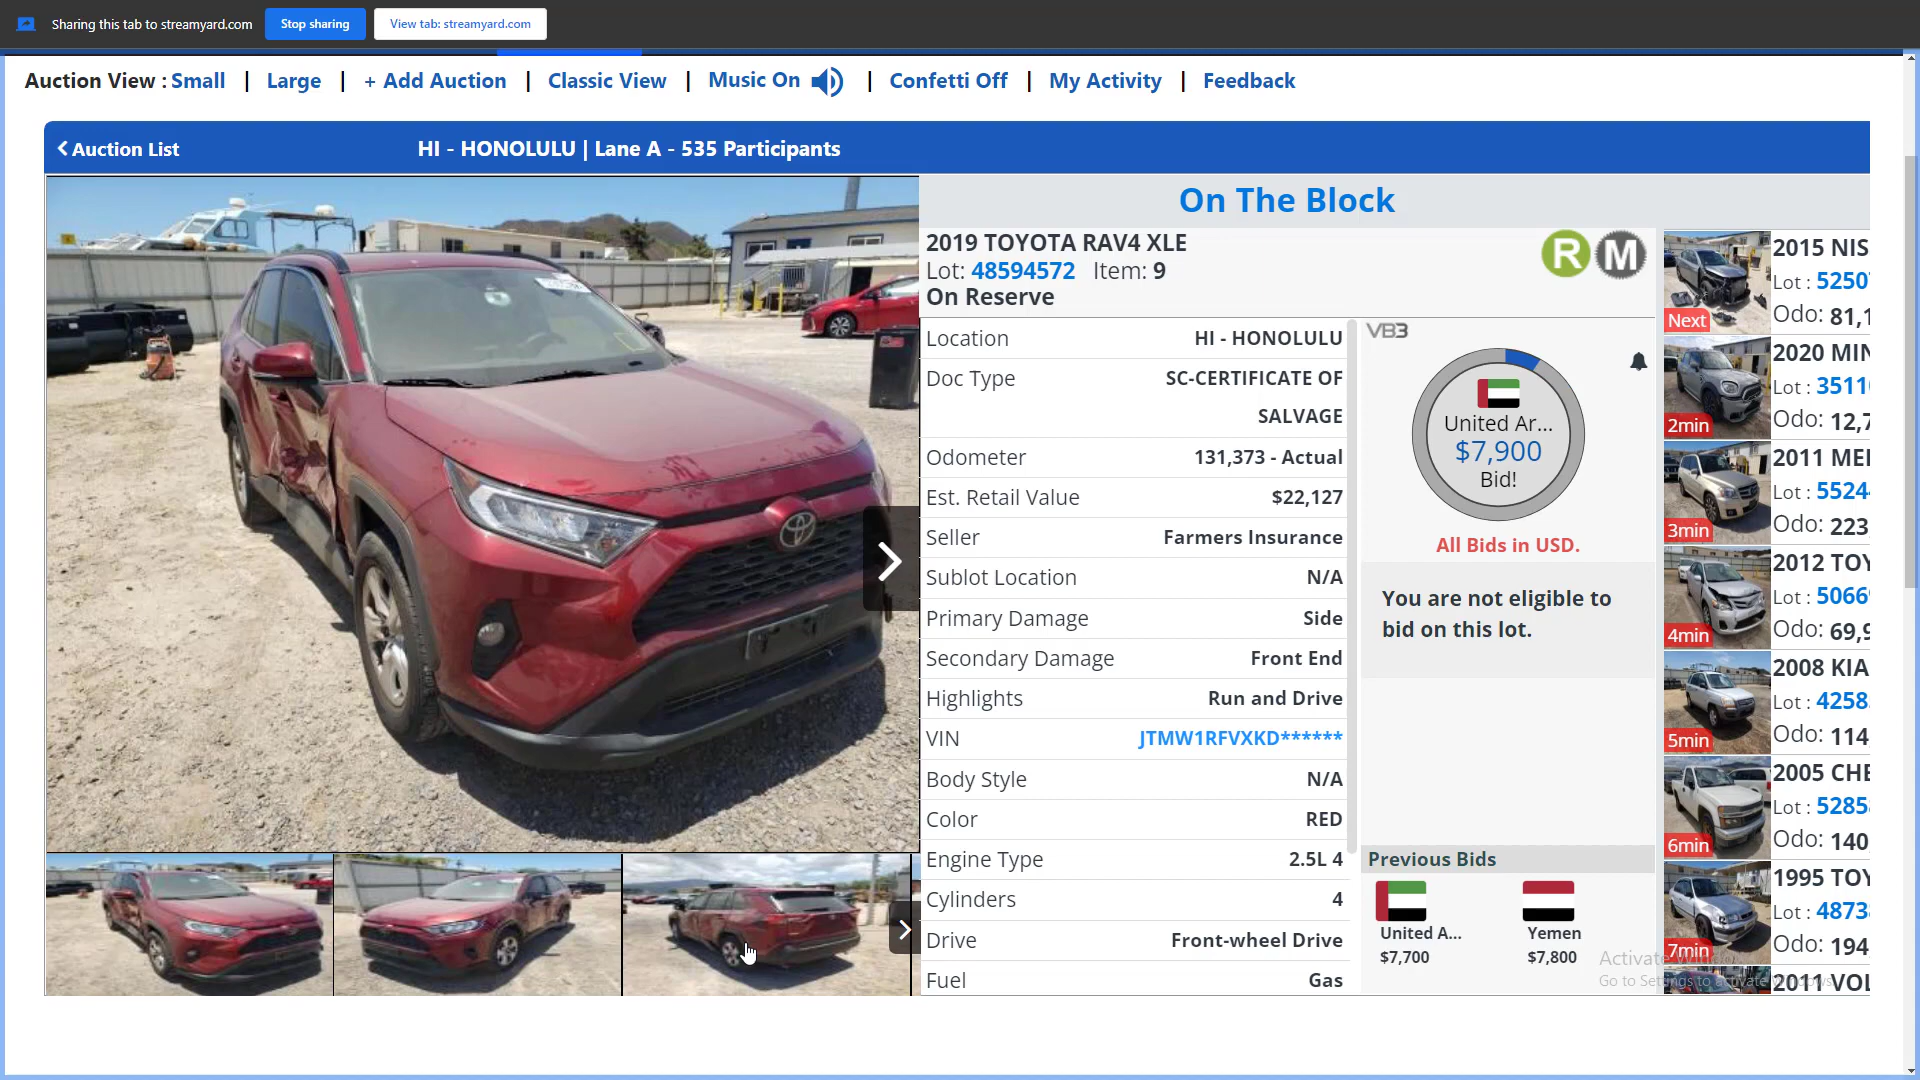 Sharing this tab to streamyard.com
Stop sharing
View tab: streamyard.com
Auction View : Small | Large | + Add Auction | Classic View | Music On | Confetti Off | My Activity | Feedback
Auction List
HI - HONOLULU | Lane A - 535 Participants
On The Block
2019 TOYOTA RAV4 XLE
Lot: 48594572 Item: 9
On Reserve
R M
Location HI - HONOLULU
Doc Type SC-CERTIFICATE OF
SALVAGE
Odometer 131,373 - Actual
Est. Retail Value $22,127
Seller Farmers Insurance
Sublot Location N/A
Primary Damage Side
Secondary Damage Front End
Highlights Run and Drive
VIN JTMW1RFVXKD******
Body Style N/A
Color RED
Engine Type 2.5L 4
Cylinders 4
Drive Front-wheel Drive
Fuel Gas
VB3
United Ar...
$7,900
Bid!
All Bids in USD.
You are not eligible to
bid on this lot.
Previous Bids
United A...
$7,700
Yemen
$7,800
Next
2015 NIS
Lot : 5250
Odo: 81,1
2min
2020 MIN
Lot : 3511
Odo: 12,7
3min
2011 MEI
Lot : 5524
Odo: 223,
4min
2012 TOY
Lot : 5066
Odo: 69,9
5min
2008 KIA
Lot : 4258
Odo: 114
6min
2005 CHE
Lot : 5285
Odo: 140
7min
1995 TOY
Lot : 4873
Odo: 194
2011 VOL
Activate
Go to Settings to activate